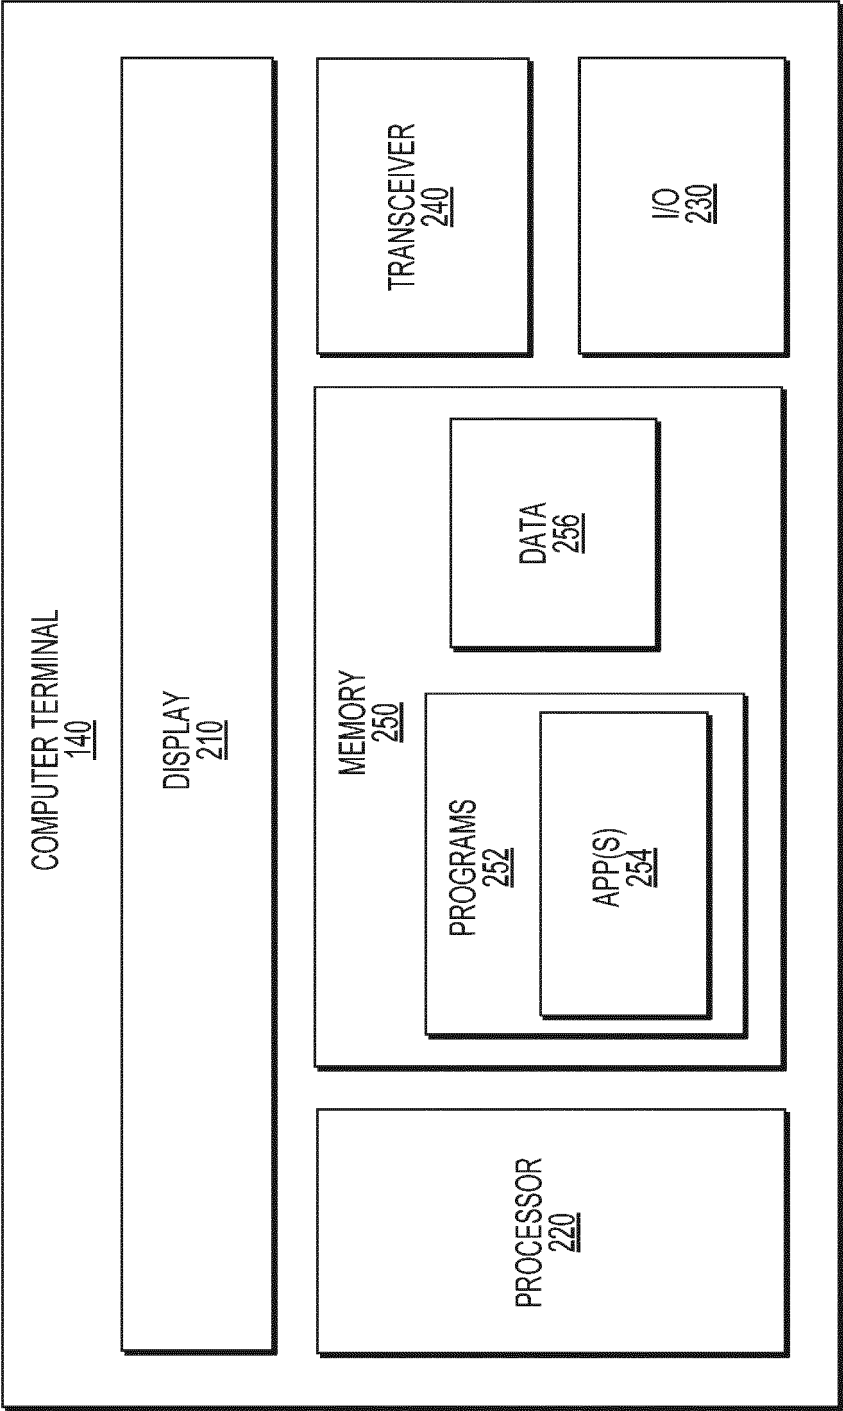 COMPUTER TERMINAL
140
DISPLAY
210
PROCESSOR
220
MEMORY
250
PROGRAMS
252
APP(S)
254
DATA
256
TRANSCEIVER
240
I/O
230